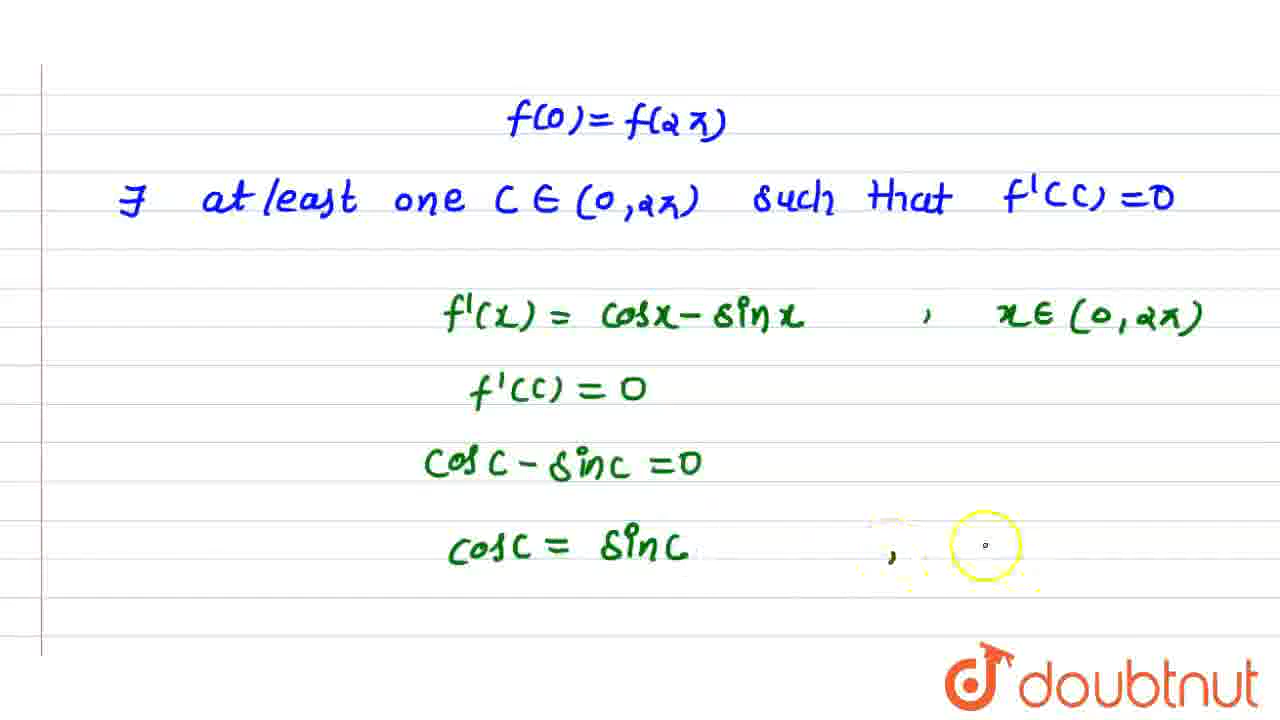 f(0) = f(2π)
∃ at least one C ∈ (0, 2π) such that f'(C) = 0
f'(x) = cosx - sinx , x ∈ (0, 2π)
f'(C) = 0
cos C - sinC = 0
cosC = sinC ,
doubtnut